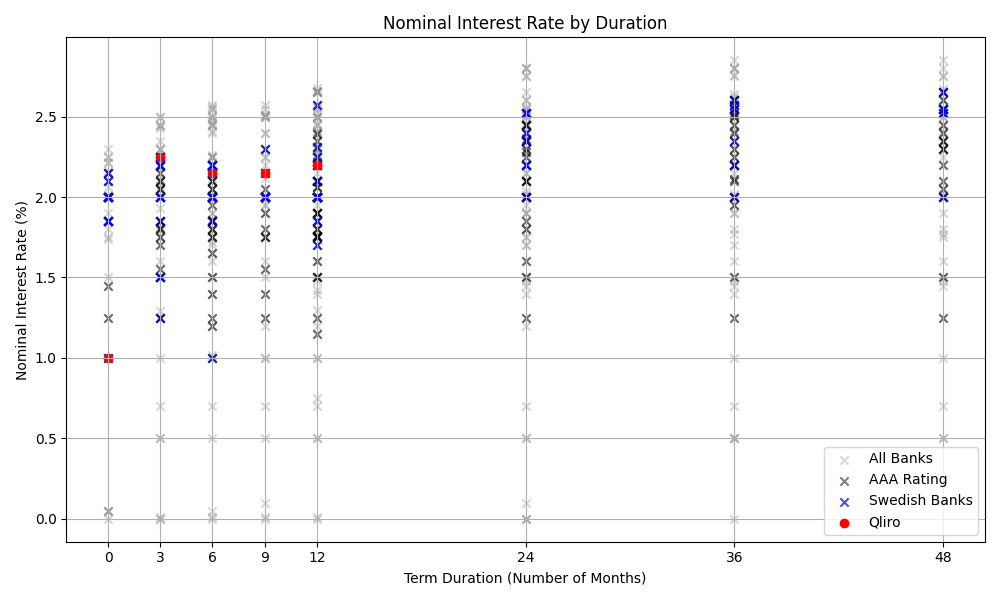 Nominal Interest Rate by Duration
Nominal Interest Rate (%)
2.5
2.0
1.5
1.0
0.5
0.0
All Banks
AAA Rating
Swedish Banks
Qliro
0 3 6 9 12 24 36 48
Term Duration (Number of Months)